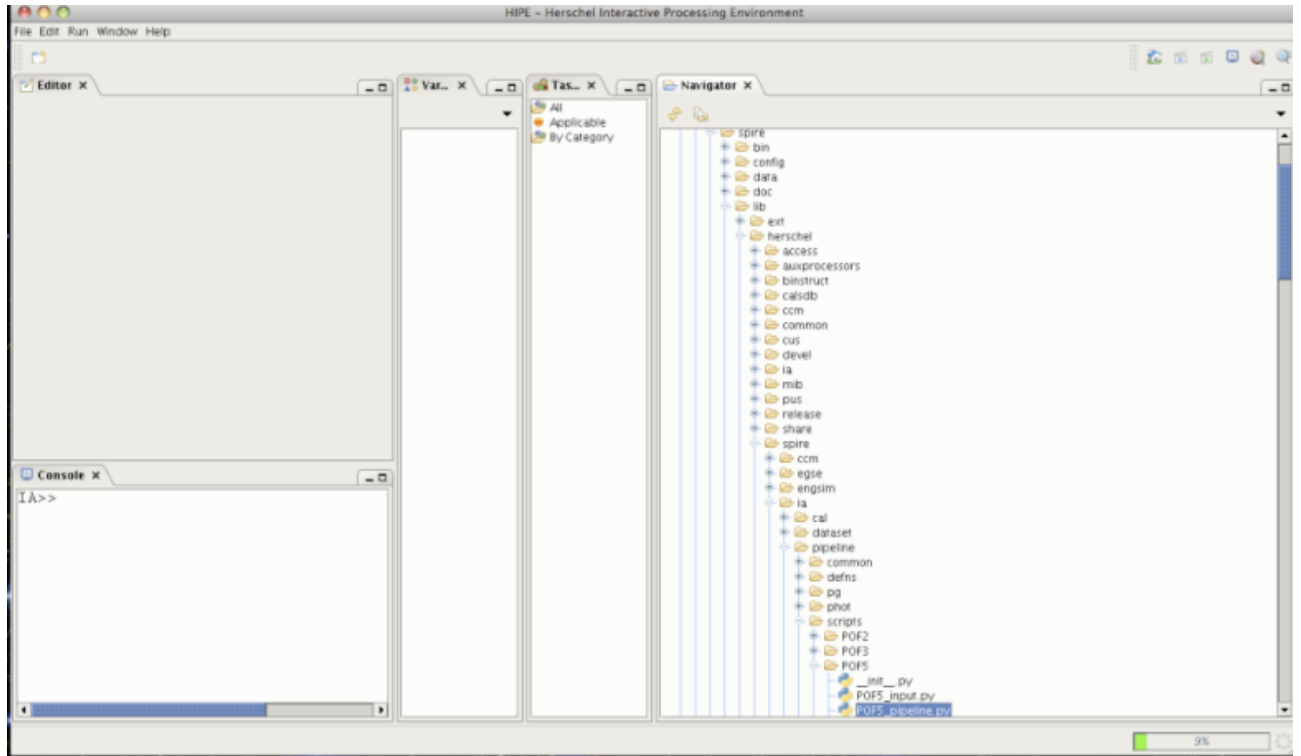 HIPE - Herschel Interactive Processing Environment
File Edit Run Window Help
Editor
Var...
Tas...
Navigator
All
Applicable
By Category
spire
bin
config
data
doc
lib
ext
herschel
access
auxprocessors
binstruct
calsdb
ccm
common
cus
devel
ia
mib
pus
release
share
spire
ccm
egse
engsim
ia
cal
dataset
pipeline
common
defns
pg
phot
scripts
POF2
POF3
POF5
__init__.py
POF5_input.py
POF5_pipeline.py
Console
IA>>
9%